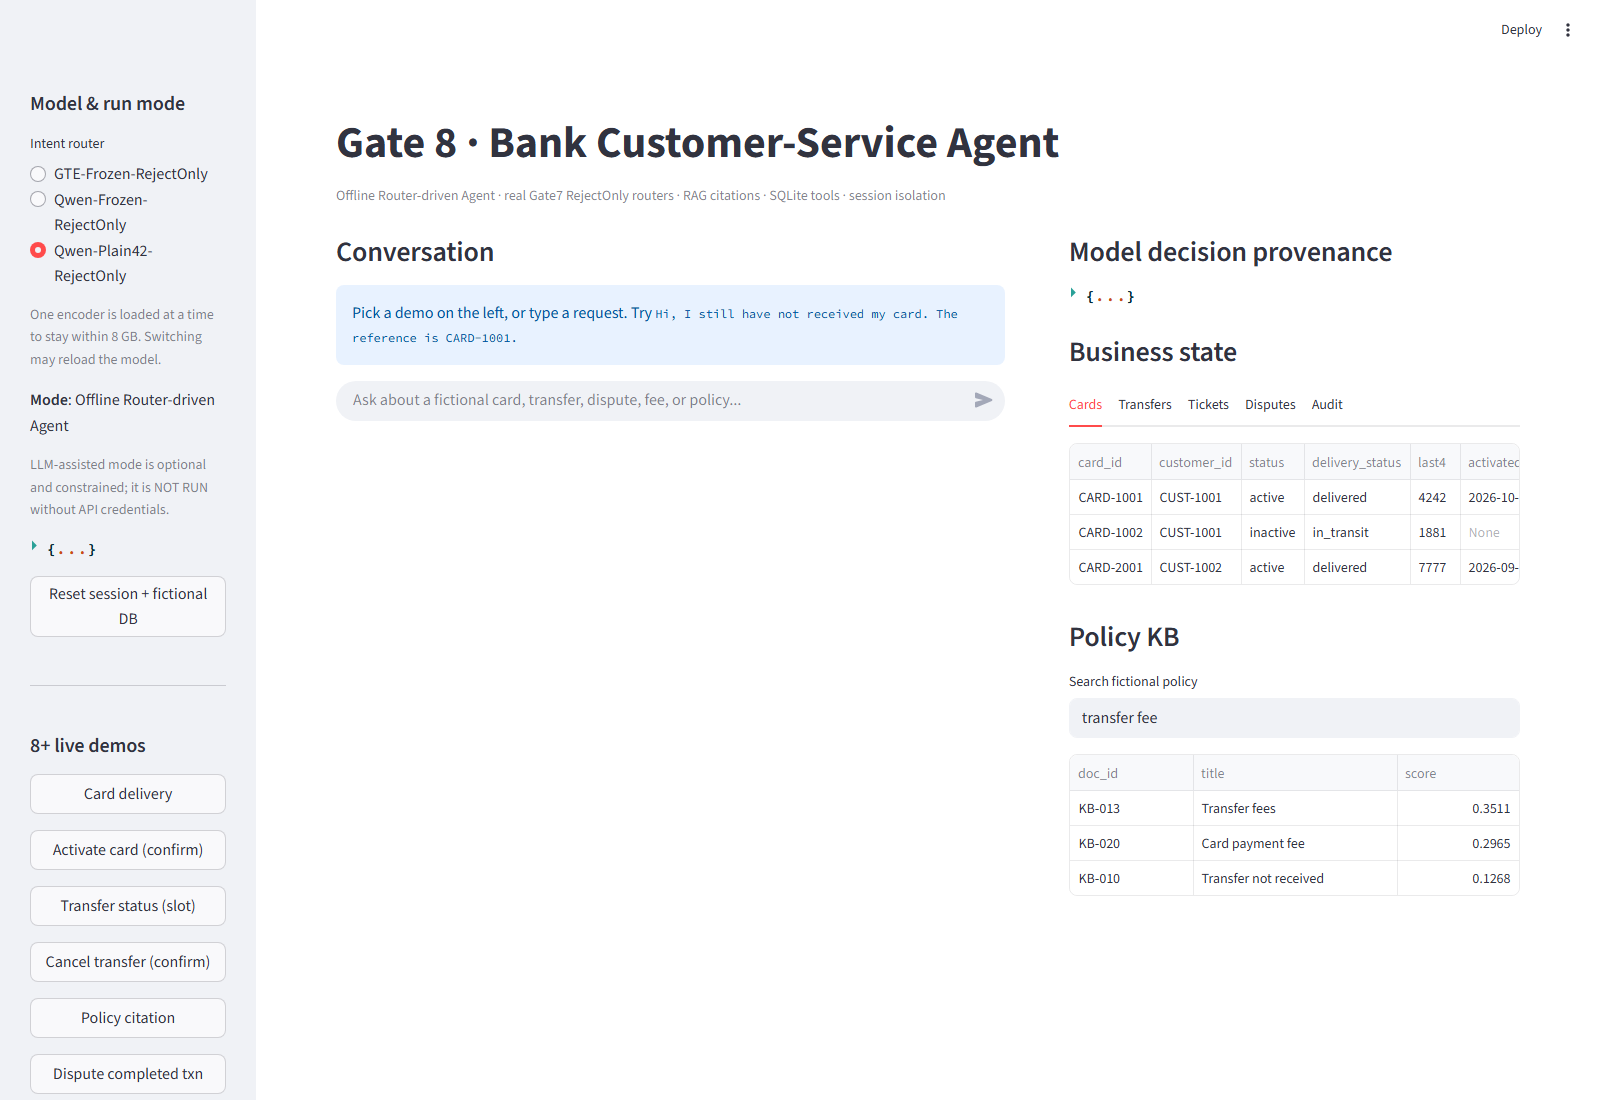 Deploy
Model & run mode
Intent router
GTE-Frozen-RejectOnly
Qwen-Frozen-
RejectOnly
Qwen-Plain42-
RejectOnly
One encoder is loaded at a time
to stay within 8 GB. Switching
may reload the model.
Mode: Offline Router-driven
Agent
LLM-assisted mode is optional
and constrained; it is NOT RUN
without API credentials.
{...}
Reset session + fictional
DB
8+ live demos
Card delivery
Activate card (confirm)
Transfer status (slot)
Cancel transfer (confirm)
Policy citation
Dispute completed txn
Gate 8 · Bank Customer-Service Agent
Offline Router-driven Agent · real Gate7 RejectOnly routers · RAG citations · SQLite tools · session isolation
Conversation
Pick a demo on the left, or type a request. Try Hi, I still have not received my card. The
reference is CARD-1001.
Ask about a fictional card, transfer, dispute, fee, or policy...
Model decision provenance
{...}
Business state
Cards Transfers Tickets Disputes Audit
card_id customer_id status delivery_status last4 activated
CARD-1001 CUST-1001 active delivered 4242 2026-10-
CARD-1002 CUST-1001 inactive in_transit 1881 None
CARD-2001 CUST-1002 active delivered 7777 2026-09-
Policy KB
Search fictional policy
transfer fee
doc_id title score
KB-013 Transfer fees 0.3511
KB-020 Card payment fee 0.2965
KB-010 Transfer not received 0.1268